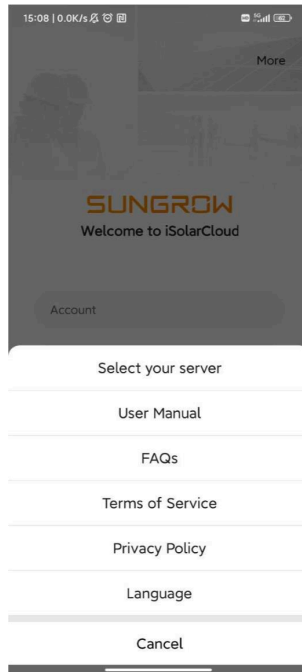 15:08 | 0.0K/s
5G
More
SUNGROW
Welcome to iSolarCloud
Account
Select your server
User Manual
FAQs
Terms of Service
Privacy Policy
Language
Cancel